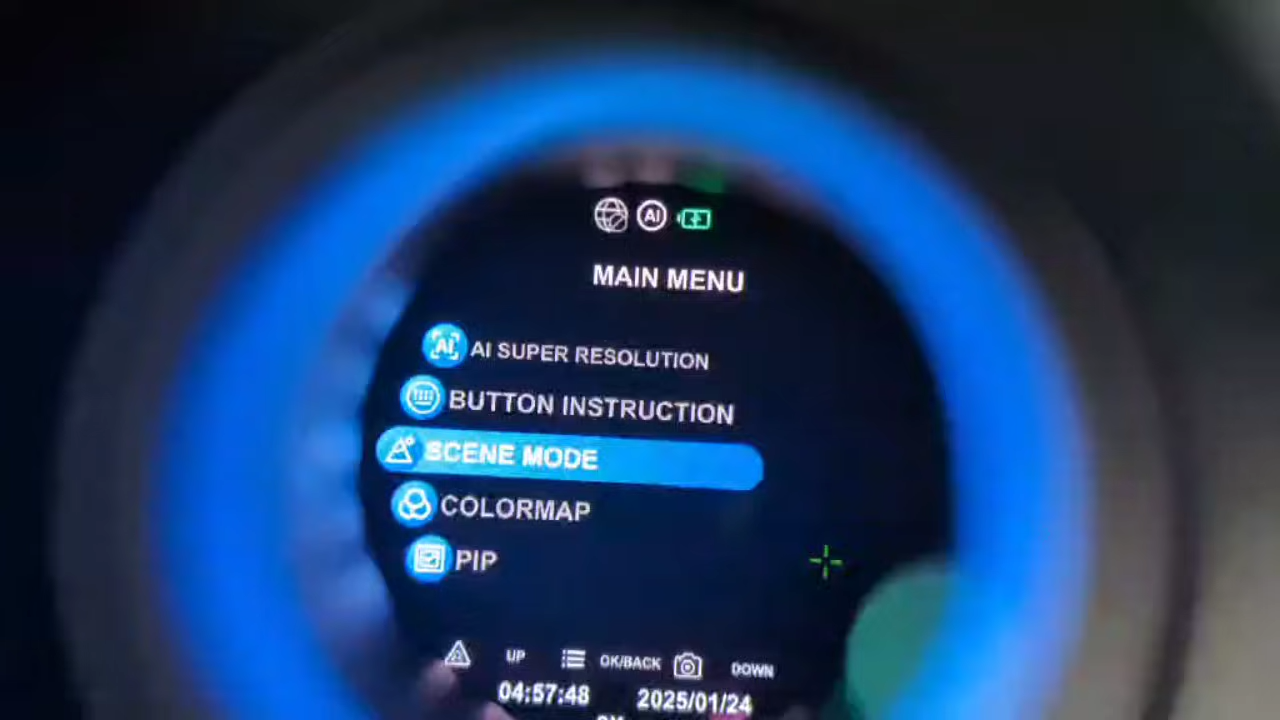 AI
MAIN MENU
AI AI SUPER RESOLUTION
BUTTON INSTRUCTION
SCENE MODE
COLORMAP
PIP
UP OK/BACK DOWN
04:57:48 2025/01/24